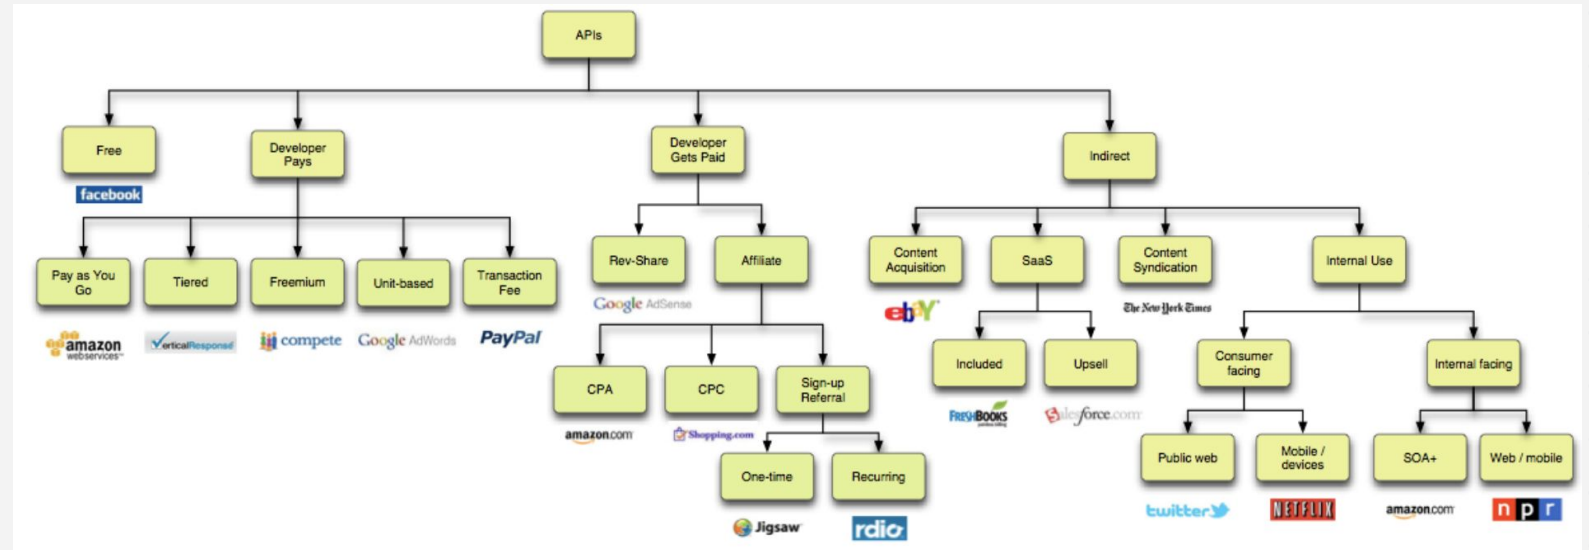 APIs
Free
Developer
Pays
Developer
Gets Paid
Indirect
facebook
Pay as You
Go
Tiered
Freemium
Unit-based
Transaction
Fee
Rev-Share
Affiliate
Content
Acquisition
SaaS
Content
Syndication
Internal Use
amazon
webservices™
VerticalResponse
compete
Google AdWords
PayPal
Google AdSense
ebaY
The New York Times
CPA
CPC
Sign-up
Referral
Included
Upsell
Consumer
facing
Internal facing
amazon.com
Shopping.com
FRESHBOOKS
salesforce.com
One-time
Recurring
Public web
Mobile /
devices
SOA+
Web / mobile
Jigsaw
rdio
twitter
NETFLIX
amazon.com
n p r